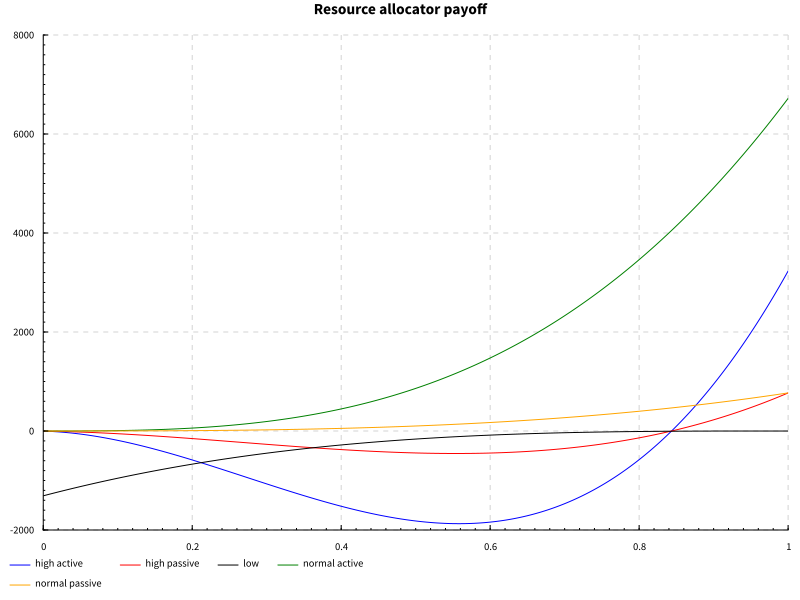 Resource allocator payoff
8000
6000
4000
2000
0
-2000
0 0.2 0.4 0.6 0.8 1
high active high passive low normal active
normal passive